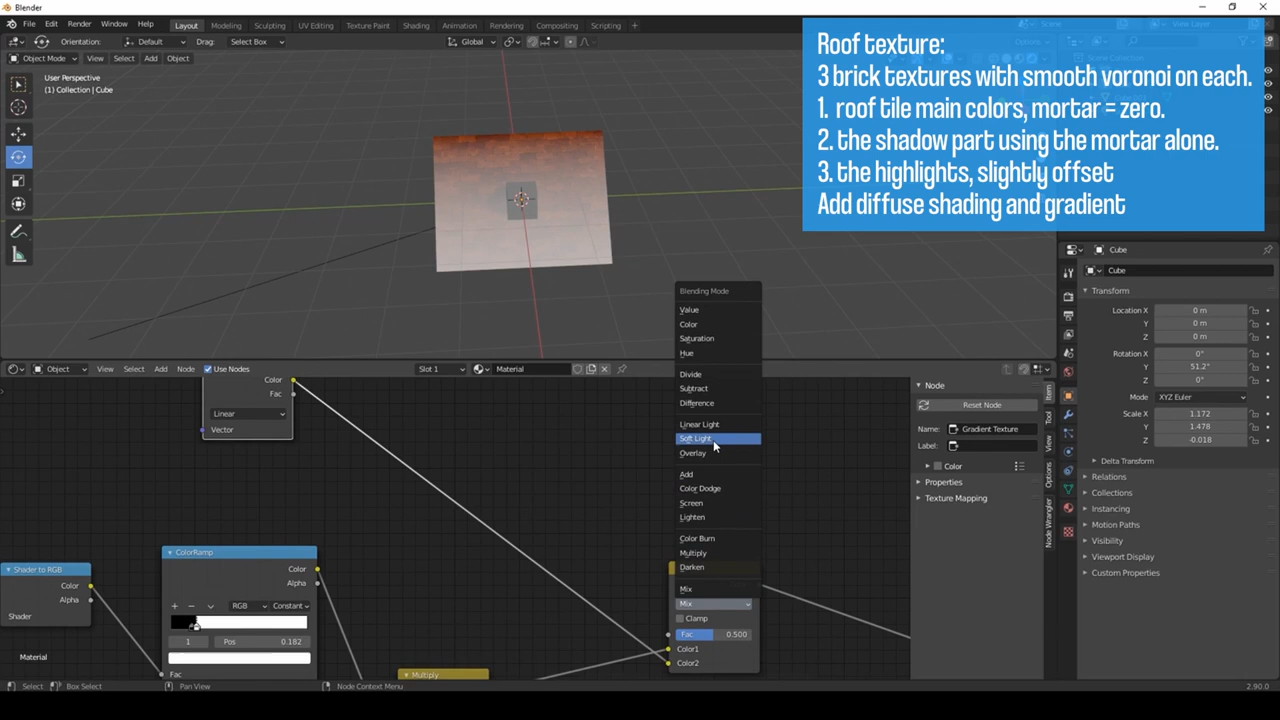 Blender
File Edit Render Window Help Layout Modeling Sculpting UV Editing Texture Paint Shading Animation Rendering Compositing Scripting
Orientation: Default Drag: Select Box Global
Object Mode View Select Add Object
User Perspective
(1) Collection | Cube
Roof texture:
3 brick textures with smooth voronoi on each.
1. roof tile main colors, mortar = zero.
2. the shadow part using the mortar alone.
3. the highlights, slightly offset
Add diffuse shading and gradient
Cube
Cube
Transform
Location X 0 m
Y 0 m
Z 0 m
Rotation X 0°
Y 51.2°
Z 0°
Mode XYZ Euler
Scale X 1.172
Y 1.478
Z -0.018
Delta Transform
Relations
Collections
Instancing
Motion Paths
Visibility
Viewport Display
Custom Properties
Object View Select Add Node Use Nodes Slot 1 Material
Color
Fac
Linear
Vector
Blending Mode
Value
Color
Saturation
Hue
Divide
Subtract
Difference
Linear Light
Soft Light
Overlay
Add
Color Dodge
Screen
Lighten
Color Burn
Multiply
Darken
Mix
Mix
Clamp
Fac 0.500
Color1
Color2
Node
Reset Node
Name: Gradient Texture
Label:
Color
Properties
Texture Mapping
Item
Tool
View
Options
Node Wrangler
Shader to RGB
Color
Alpha
Shader
Material
ColorRamp
Color
Alpha
RGB Constant
1 Pos 0.182
Fac
Multiply
Select Box Select Pan View Node Context Menu 2.90.0